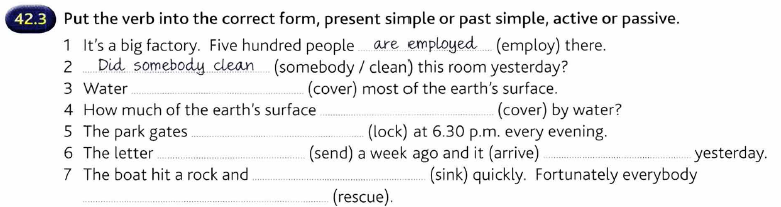 42.3 Put the verb into the correct form, present simple or past simple, active or passive.
1 It's a big factory. Five hundred people are employed (employ) there.
2 Did somebody clean (somebody / clean) this room yesterday?
3 Water (cover) most of the earth's surface.
4 How much of the earth's surface (cover) by water?
5 The park gates (lock) at 6.30 p.m. every evening.
6 The letter (send) a week ago and it (arrive) yesterday.
7 The boat hit a rock and (sink) quickly. Fortunately everybody
(rescue).